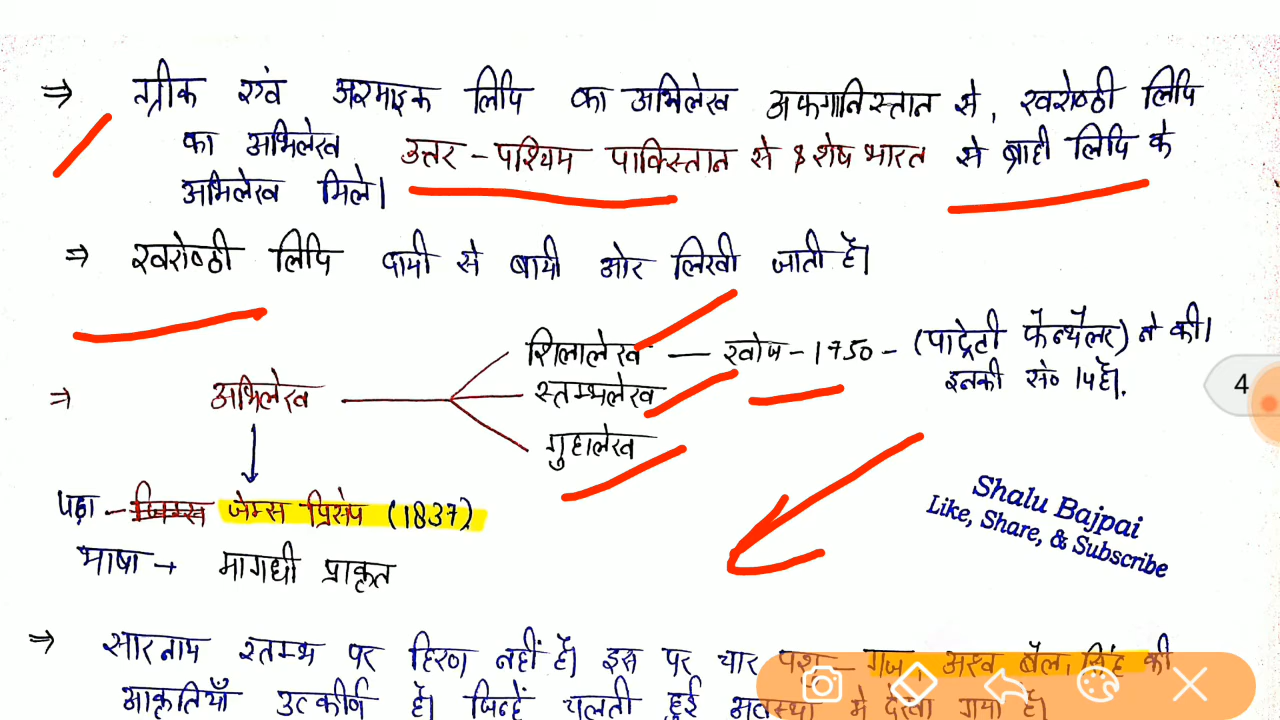 ⇒ ग्रीक एवं अरमाइक लिपि का अभिलेख अफगानिस्तान से, खरोष्ठी लिपि
का अभिलेख उत्तर - पश्चिम पाकिस्तान से & शेष भारत से ब्राह्मी लिपि के
अभिलेख मिले।
⇒ खरोष्ठी लिपि दायी से बायी ओर लिखी जाती है।
शिलालेख — खोज - 1750 - (पाद्रेटी फेन्थैलर) ने की।
इनकी सं० 14 है।
⇒ अभिलेख
स्तम्भलेख
गुहालेख
4
पढ़ा - जेम्स प्रिंसेप (1837)
भाषा → मागधी प्राकृत
Shalu Bajpai
Like, Share, & Subscribe
⇒ सारनाथ स्तम्भ पर हिरण नहीं है। इस पर चार पशु - गज, अश्व, बैल, सिंह की
आकृतियाँ उत्कीर्ण है। जिन्हें चलती हुई अवस्था मे देखा गया है।